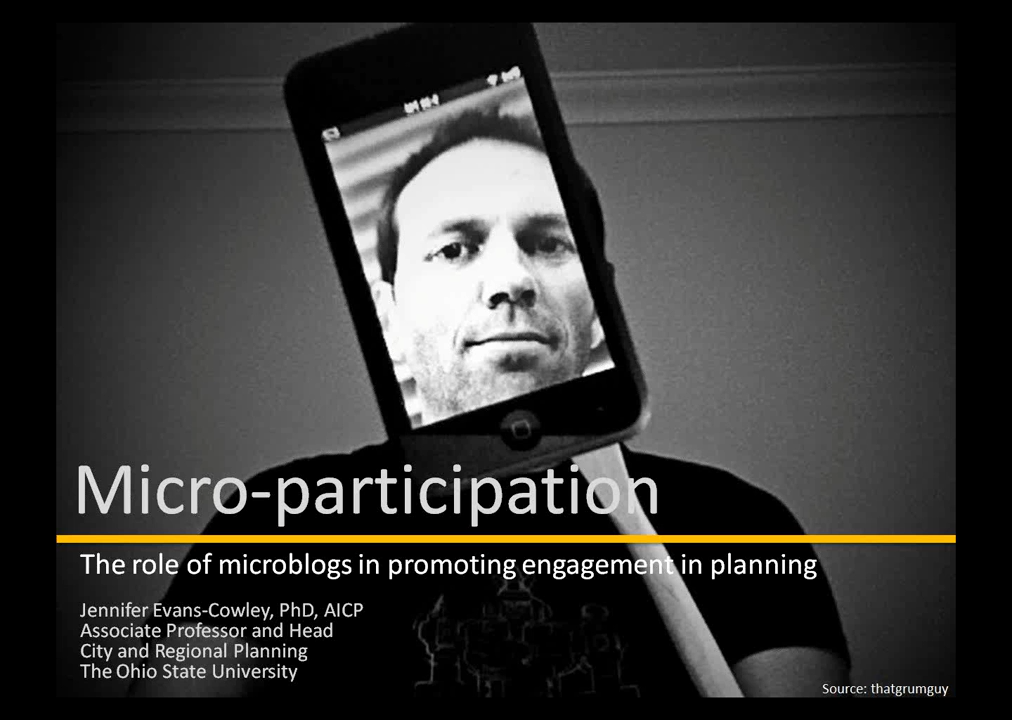 Micro-participation
The role of microblogs in promoting engagement in planning
Jennifer Evans-Cowley, PhD, AICP
Associate Professor and Head
City and Regional Planning
The Ohio State University
Source: thatgrumguy